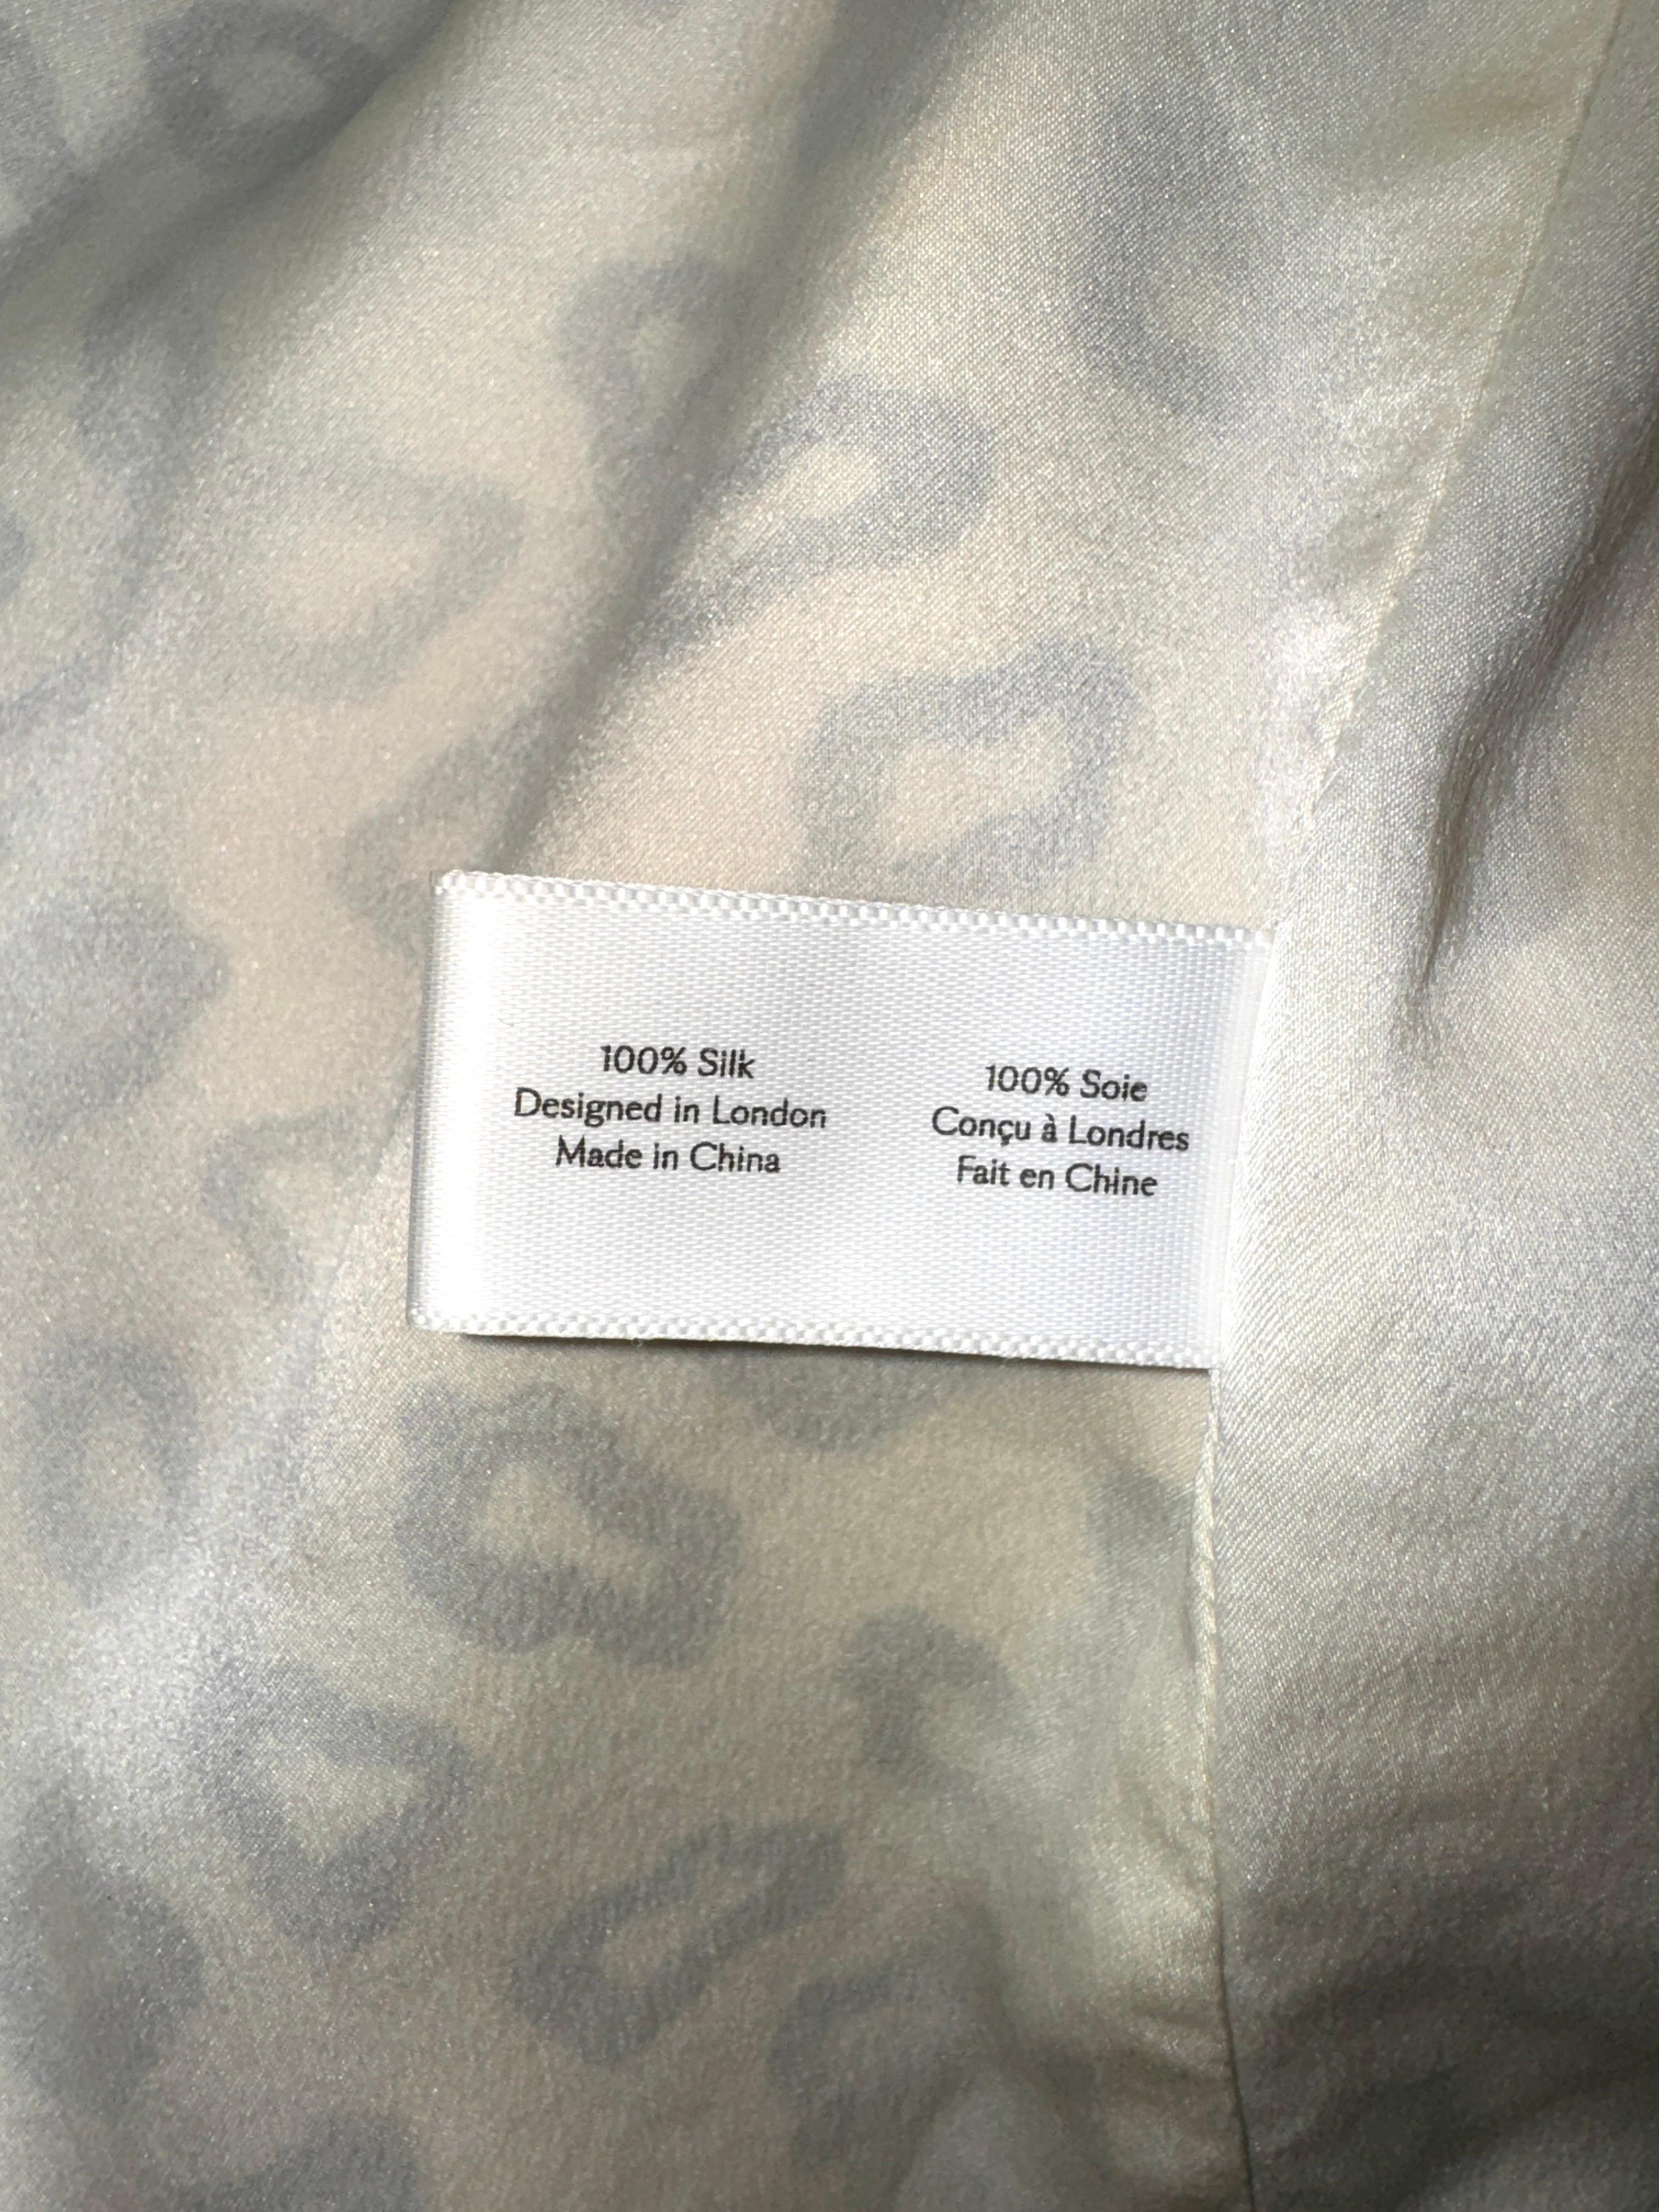 100% Silk
Designed in London
Made in China
100% Soie
Conçu à Londres
Fait en Chine